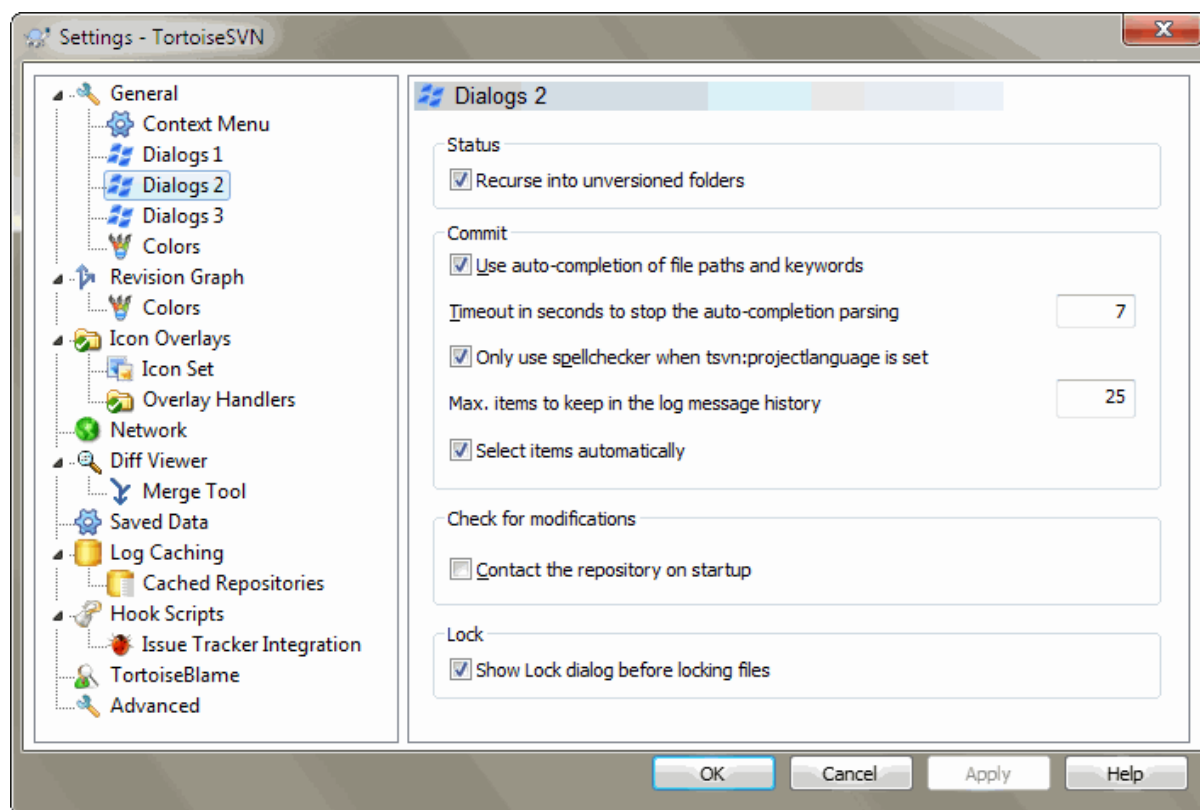 Settings - TortoiseSVN
General
Context Menu
Dialogs 1
Dialogs 2
Dialogs 3
Colors
Revision Graph
Colors
Icon Overlays
Icon Set
Overlay Handlers
Network
Diff Viewer
Merge Tool
Saved Data
Log Caching
Cached Repositories
Hook Scripts
Issue Tracker Integration
TortoiseBlame
Advanced
Dialogs 2
Status
Recurse into unversioned folders
Commit
Use auto-completion of file paths and keywords
Timeout in seconds to stop the auto-completion parsing 7
Only use spellchecker when tsvn:projectlanguage is set
Max. items to keep in the log message history 25
Select items automatically
Check for modifications
Contact the repository on startup
Lock
Show Lock dialog before locking files
OK Cancel Apply Help